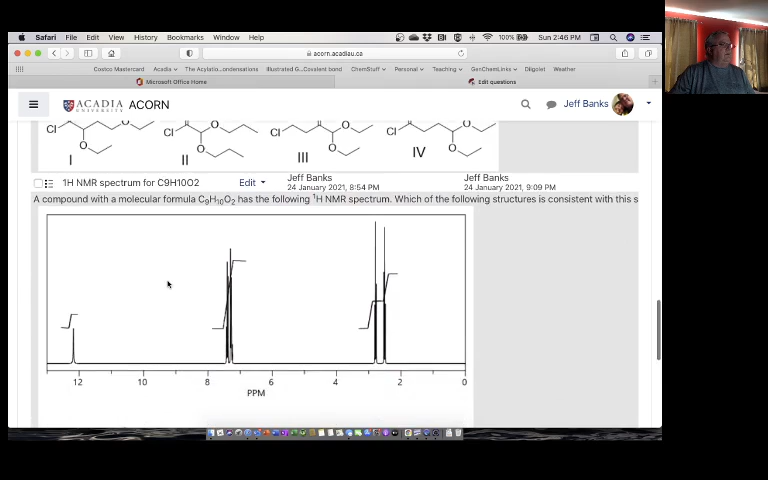 Safari File Edit View History Bookmarks Window Help 100% Sun 2:46 PM
acorn.acadiau.ca
Costco Mastercard Acadia The Acylatio...ondensations Illustrated G...Covalent bond ChemStuff Personal Teaching GenChemLinks Dligolet Weather
Microsoft Office Home Edit questions
ACADIA UNIVERSITY ACORN Jeff Banks
Cl O O I
Cl O O II
Cl O O III
Cl O O IV
1H NMR spectrum for C9H10O2 Edit Jeff Banks 24 January 2021, 8:54 PM Jeff Banks 24 January 2021, 9:09 PM
A compound with a molecular formula C₉H₁₀O₂ has the following ¹H NMR spectrum. Which of the following structures is consistent with this s
12 10 8 6 4 2 0
PPM